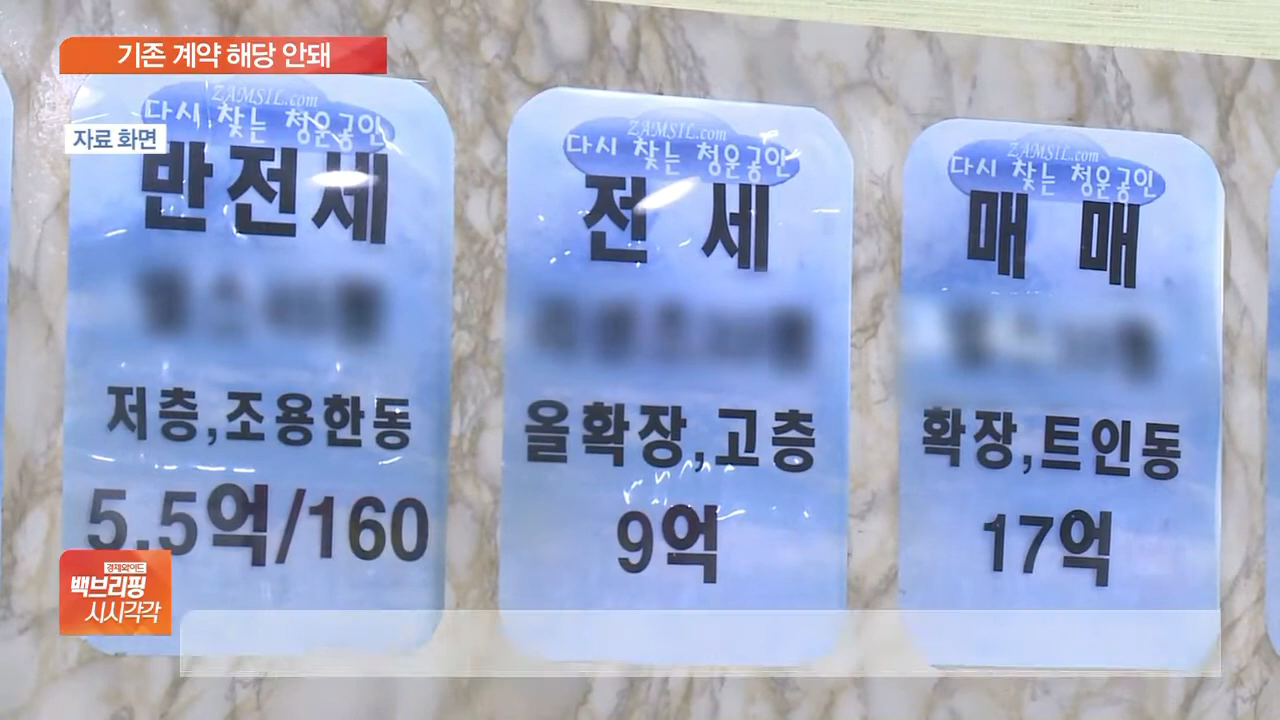 기존 계약 해당 안돼
자료 화면
ZAMSIL.com
다시 찾는 청운공인
반전세
저층,조용한동
5.5억/160
ZAMSIL.com
다시 찾는 청운공인
전세
올확장,고층
9억
ZAMSIL.com
다시 찾는 청운공인
매매
확장,트인동
17억
경제와이드
백브리핑
시시각각